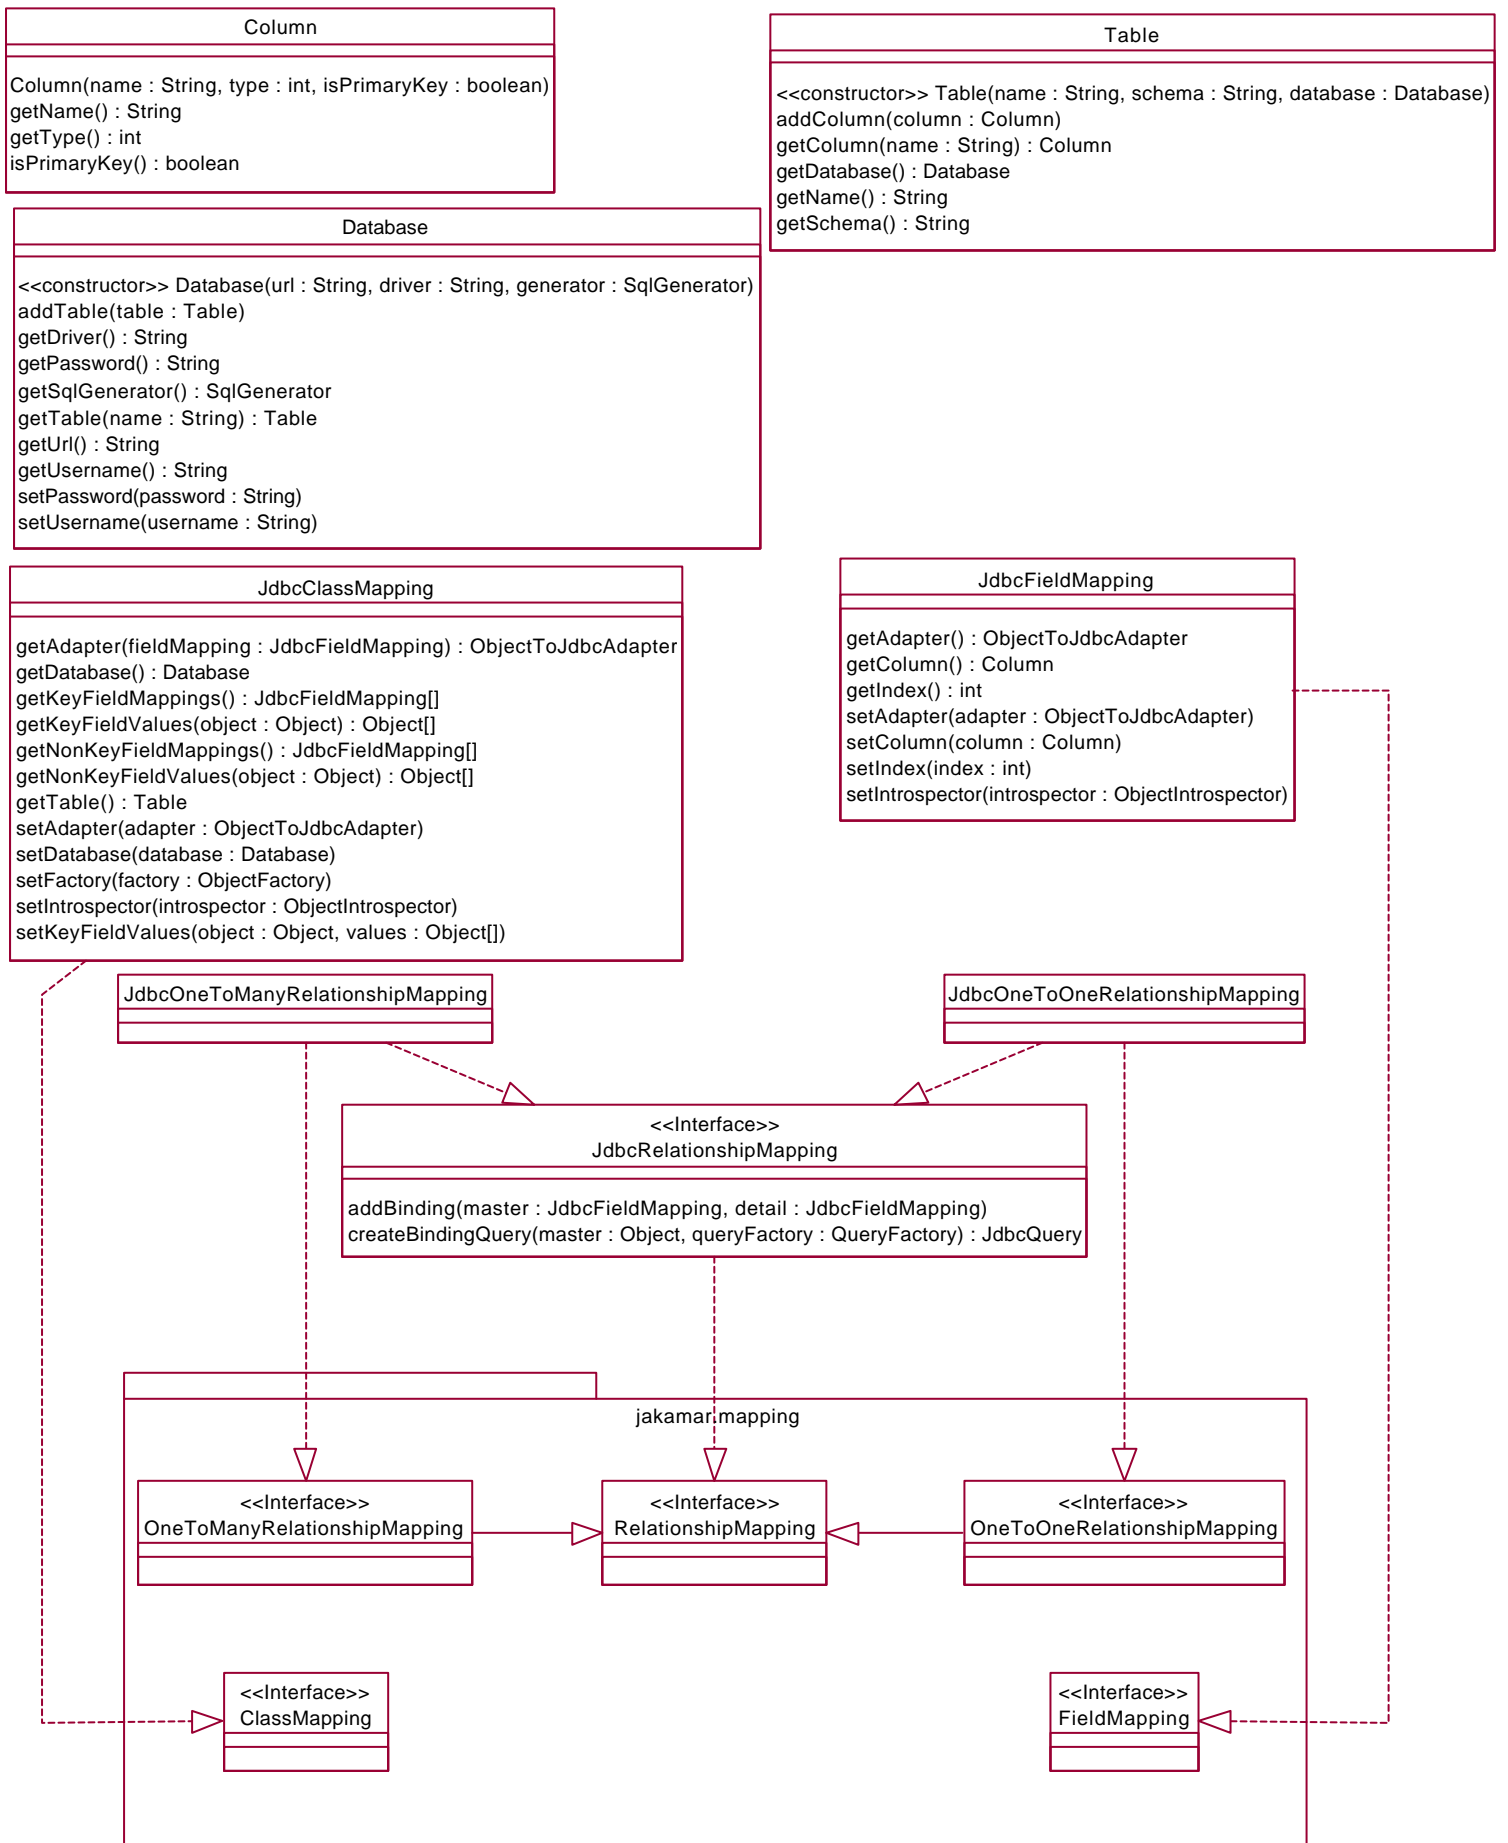 Column
Column(name : String, type : int, isPrimaryKey : boolean)
getName() : String
getType() : int
isPrimaryKey() : boolean
Table
<<constructor>> Table(name : String, schema : String, database : Database)
addColumn(column : Column)
getColumn(name : String) : Column
getDatabase() : Database
getName() : String
getSchema() : String
Database
<<constructor>> Database(url : String, driver : String, generator : SqlGenerator)
addTable(table : Table)
getDriver() : String
getPassword() : String
getSqlGenerator() : SqlGenerator
getTable(name : String) : Table
getUrl() : String
getUsername() : String
setPassword(password : String)
setUsername(username : String)
JdbcClassMapping
getAdapter(fieldMapping : JdbcFieldMapping) : ObjectToJdbcAdapter
getDatabase() : Database
getKeyFieldMappings() : JdbcFieldMapping[]
getKeyFieldValues(object : Object) : Object[]
getNonKeyFieldMappings() : JdbcFieldMapping[]
getNonKeyFieldValues(object : Object) : Object[]
getTable() : Table
setAdapter(adapter : ObjectToJdbcAdapter)
setDatabase(database : Database)
setFactory(factory : ObjectFactory)
setIntrospector(introspector : ObjectIntrospector)
setKeyFieldValues(object : Object, values : Object[])
JdbcFieldMapping
getAdapter() : ObjectToJdbcAdapter
getColumn() : Column
getIndex() : int
setAdapter(adapter : ObjectToJdbcAdapter)
setColumn(column : Column)
setIndex(index : int)
setIntrospector(introspector : ObjectIntrospector)
JdbcOneToManyRelationshipMapping
JdbcOneToOneRelationshipMapping
<<Interface>>
JdbcRelationshipMapping
addBinding(master : JdbcFieldMapping, detail : JdbcFieldMapping)
createBindingQuery(master : Object, queryFactory : QueryFactory) : JdbcQuery
jakamar.mapping
<<Interface>>
OneToManyRelationshipMapping
<<Interface>>
RelationshipMapping
<<Interface>>
OneToOneRelationshipMapping
<<Interface>>
ClassMapping
<<Interface>>
FieldMapping